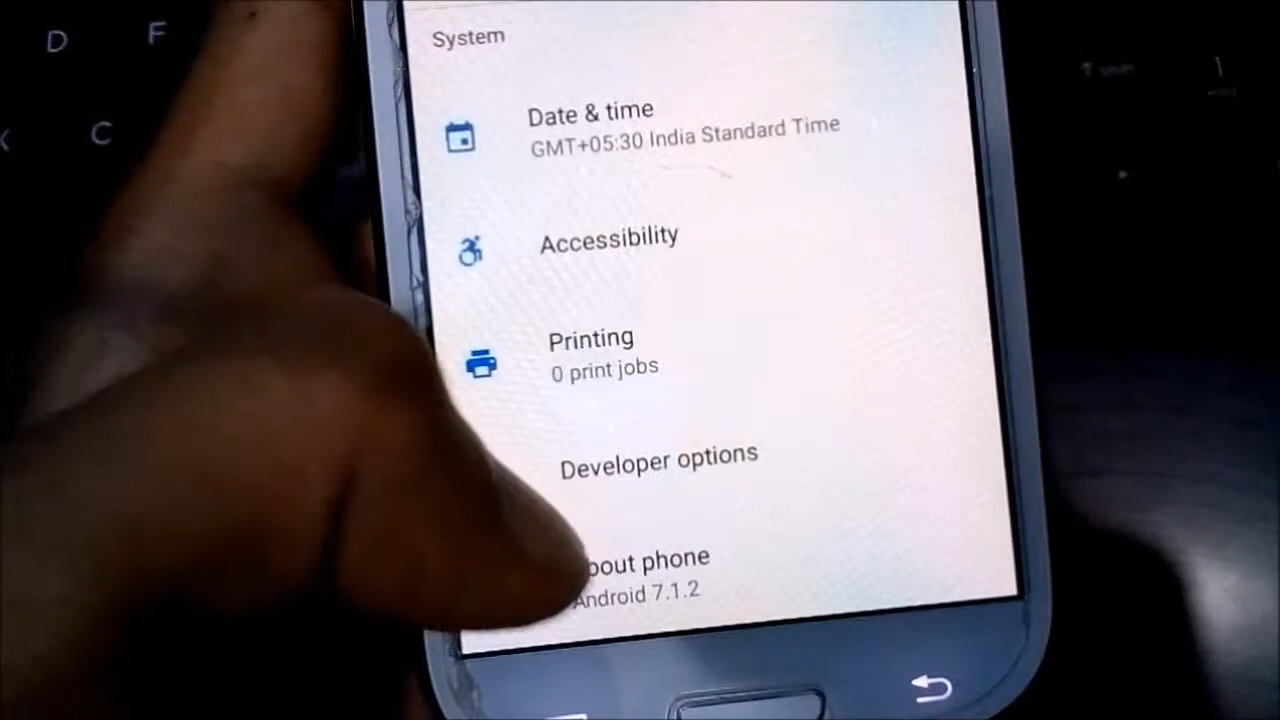 D F
C
System
Date & time
GMT+05:30 India Standard Time
Accessibility
Printing
0 print jobs
Developer options
bout phone
Android 7.1.2